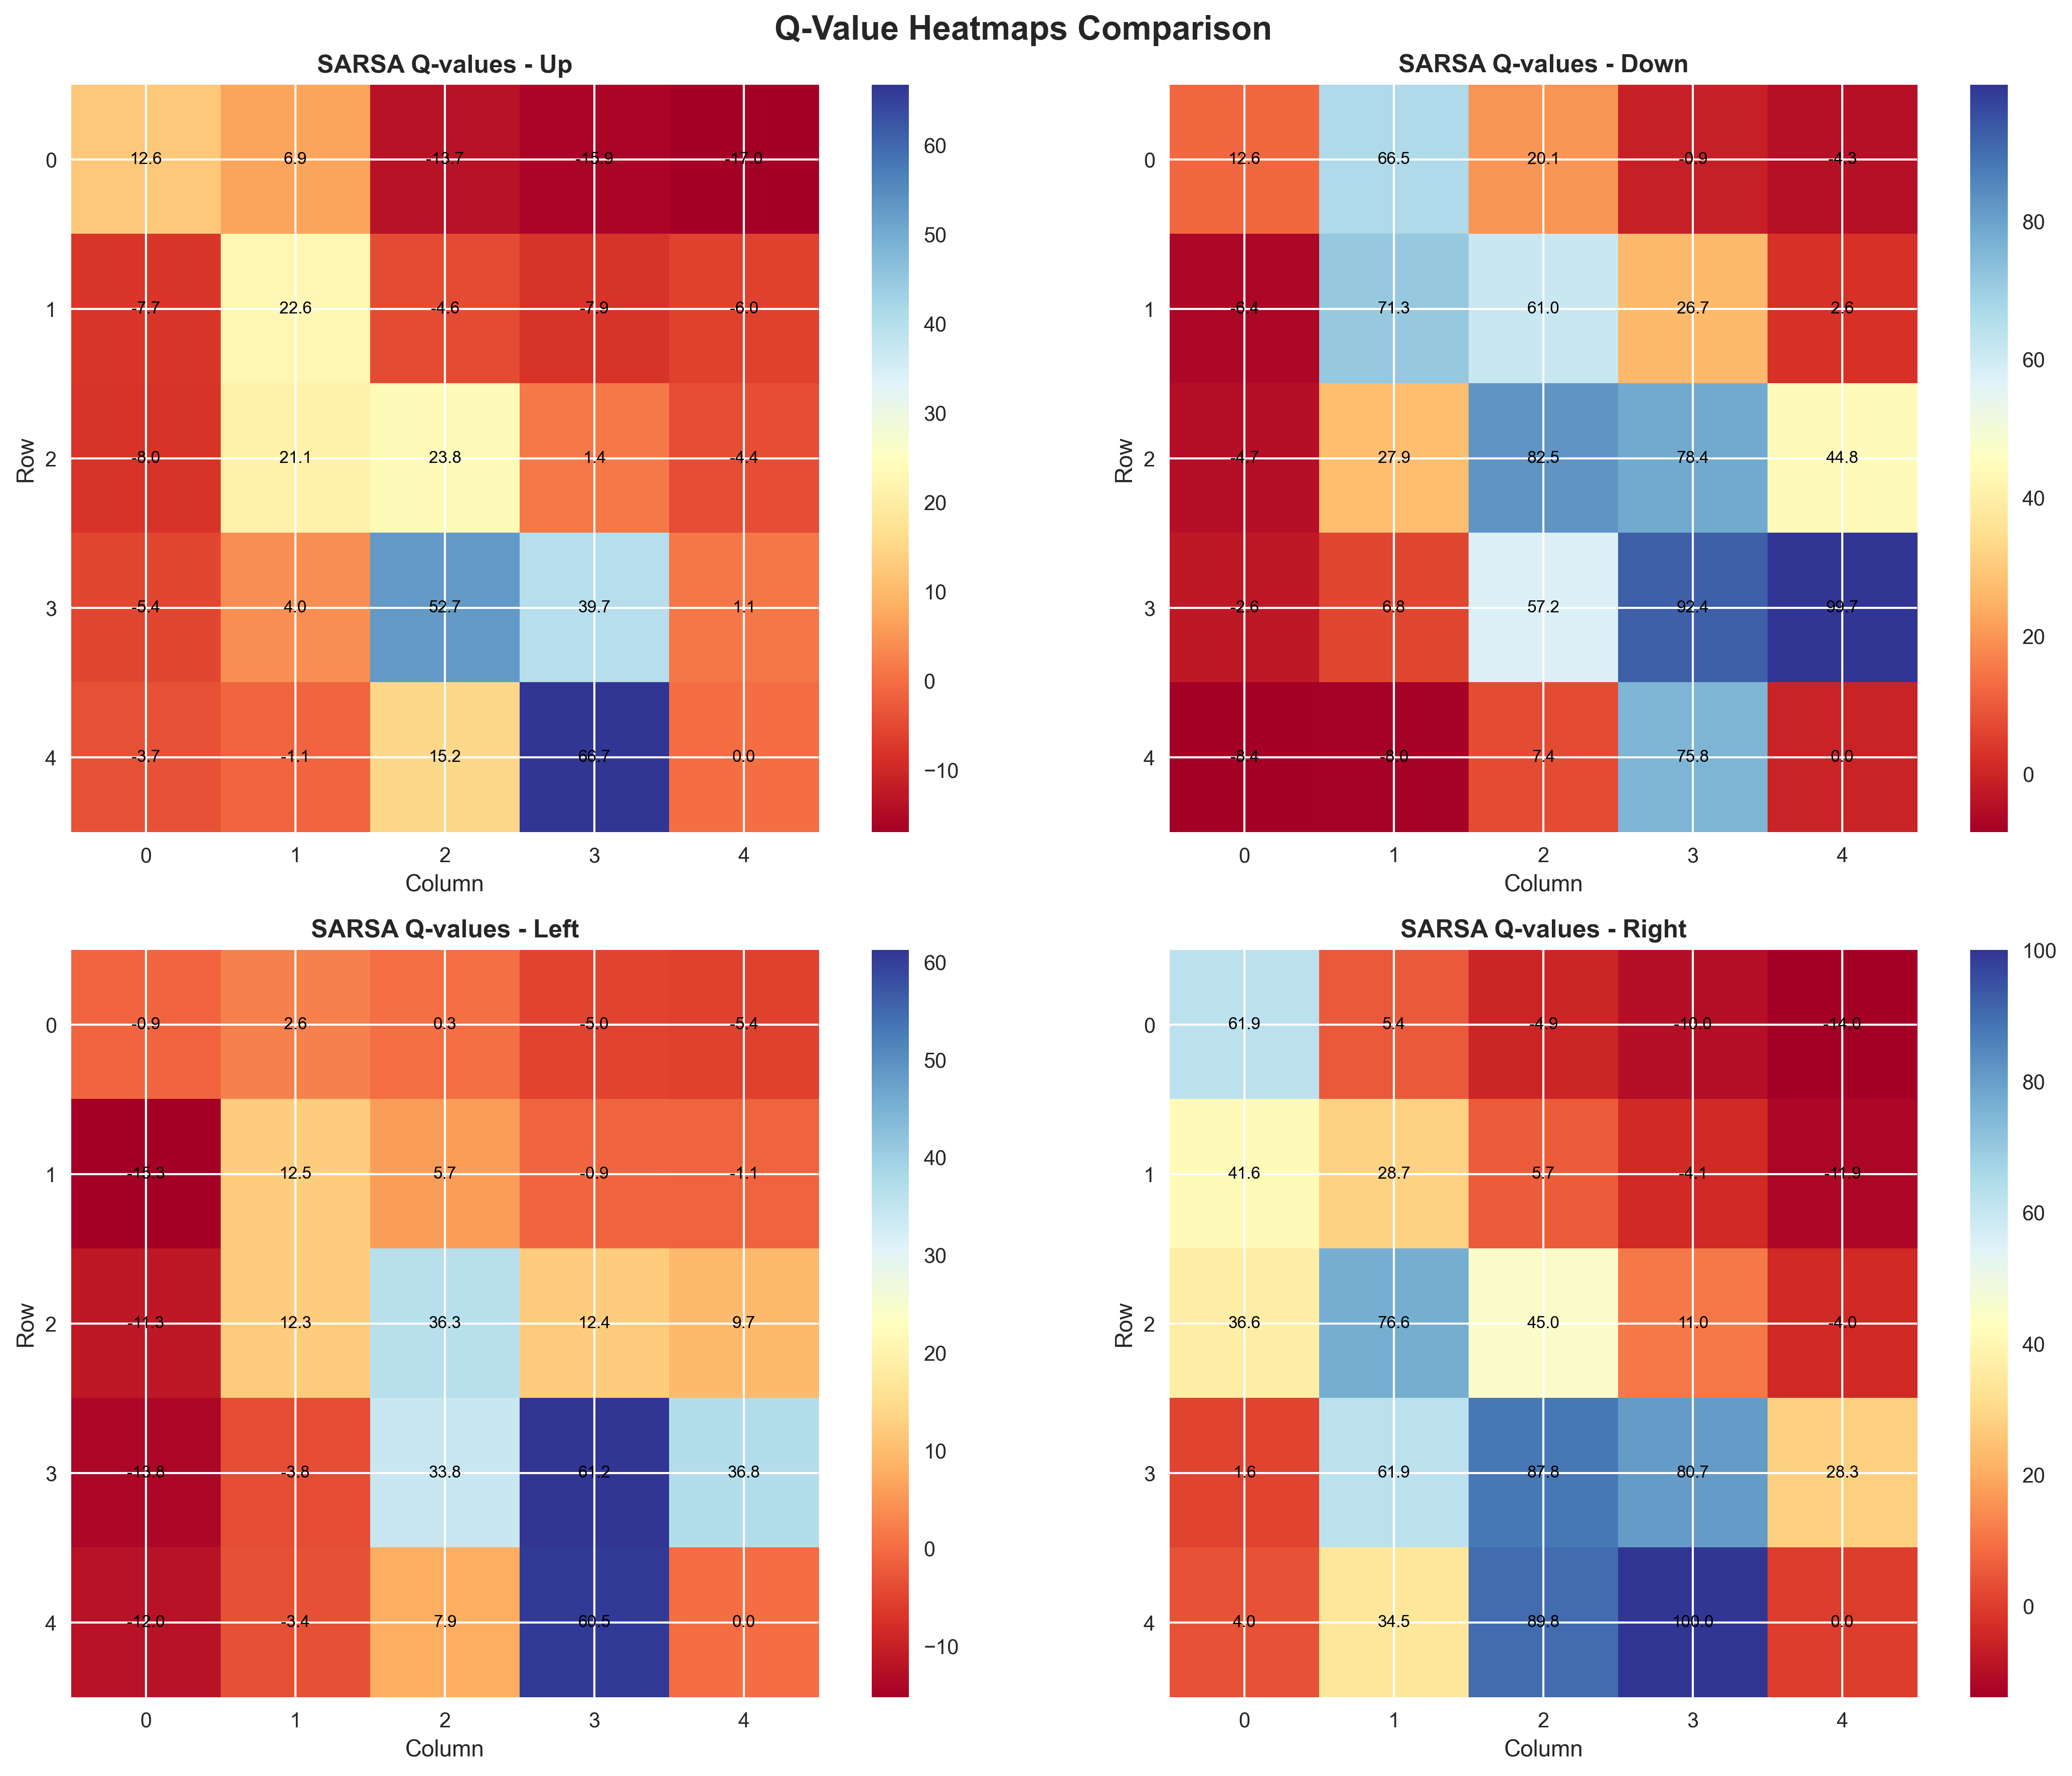 Q-Value Heatmaps Comparison
SARSA Q-values - Up
0 12.6 6.9 -13.7 -15.9 -17.0
1 -7.7 22.6 -4.6 -7.9 -6.0
2 -8.0 21.1 23.8 1.4 -4.4
3 -5.4 4.0 52.7 39.7 1.1
4 -3.7 -1.1 15.2 66.7 0.0
0 1 2 3 4
Column
Row
60
50
40
30
20
10
0
−10
SARSA Q-values - Down
0 12.6 66.5 20.1 -0.9 -4.3
1 -6.4 71.3 61.0 26.7 2.6
2 -4.7 27.9 82.5 78.4 44.8
3 -2.6 6.8 57.2 92.4 99.7
4 -8.4 -8.0 7.4 75.8 0.0
0 1 2 3 4
Column
Row
80
60
40
20
0
SARSA Q-values - Left
0 -0.9 2.6 0.3 -5.0 -5.4
1 -15.3 12.5 5.7 -0.9 -1.1
2 -11.3 12.3 36.3 12.4 9.7
3 -13.8 -3.8 33.8 61.2 36.8
4 -12.0 -3.4 7.9 60.5 0.0
0 1 2 3 4
Column
Row
60
50
40
30
20
10
0
−10
SARSA Q-values - Right
0 61.9 5.4 -4.9 -10.0 -14.0
1 41.6 28.7 5.7 -4.1 -11.9
2 36.6 76.6 45.0 11.0 -4.0
3 1.6 61.9 87.8 80.7 28.3
4 4.0 34.5 89.8 100.0 0.0
0 1 2 3 4
Column
Row
100
80
60
40
20
0